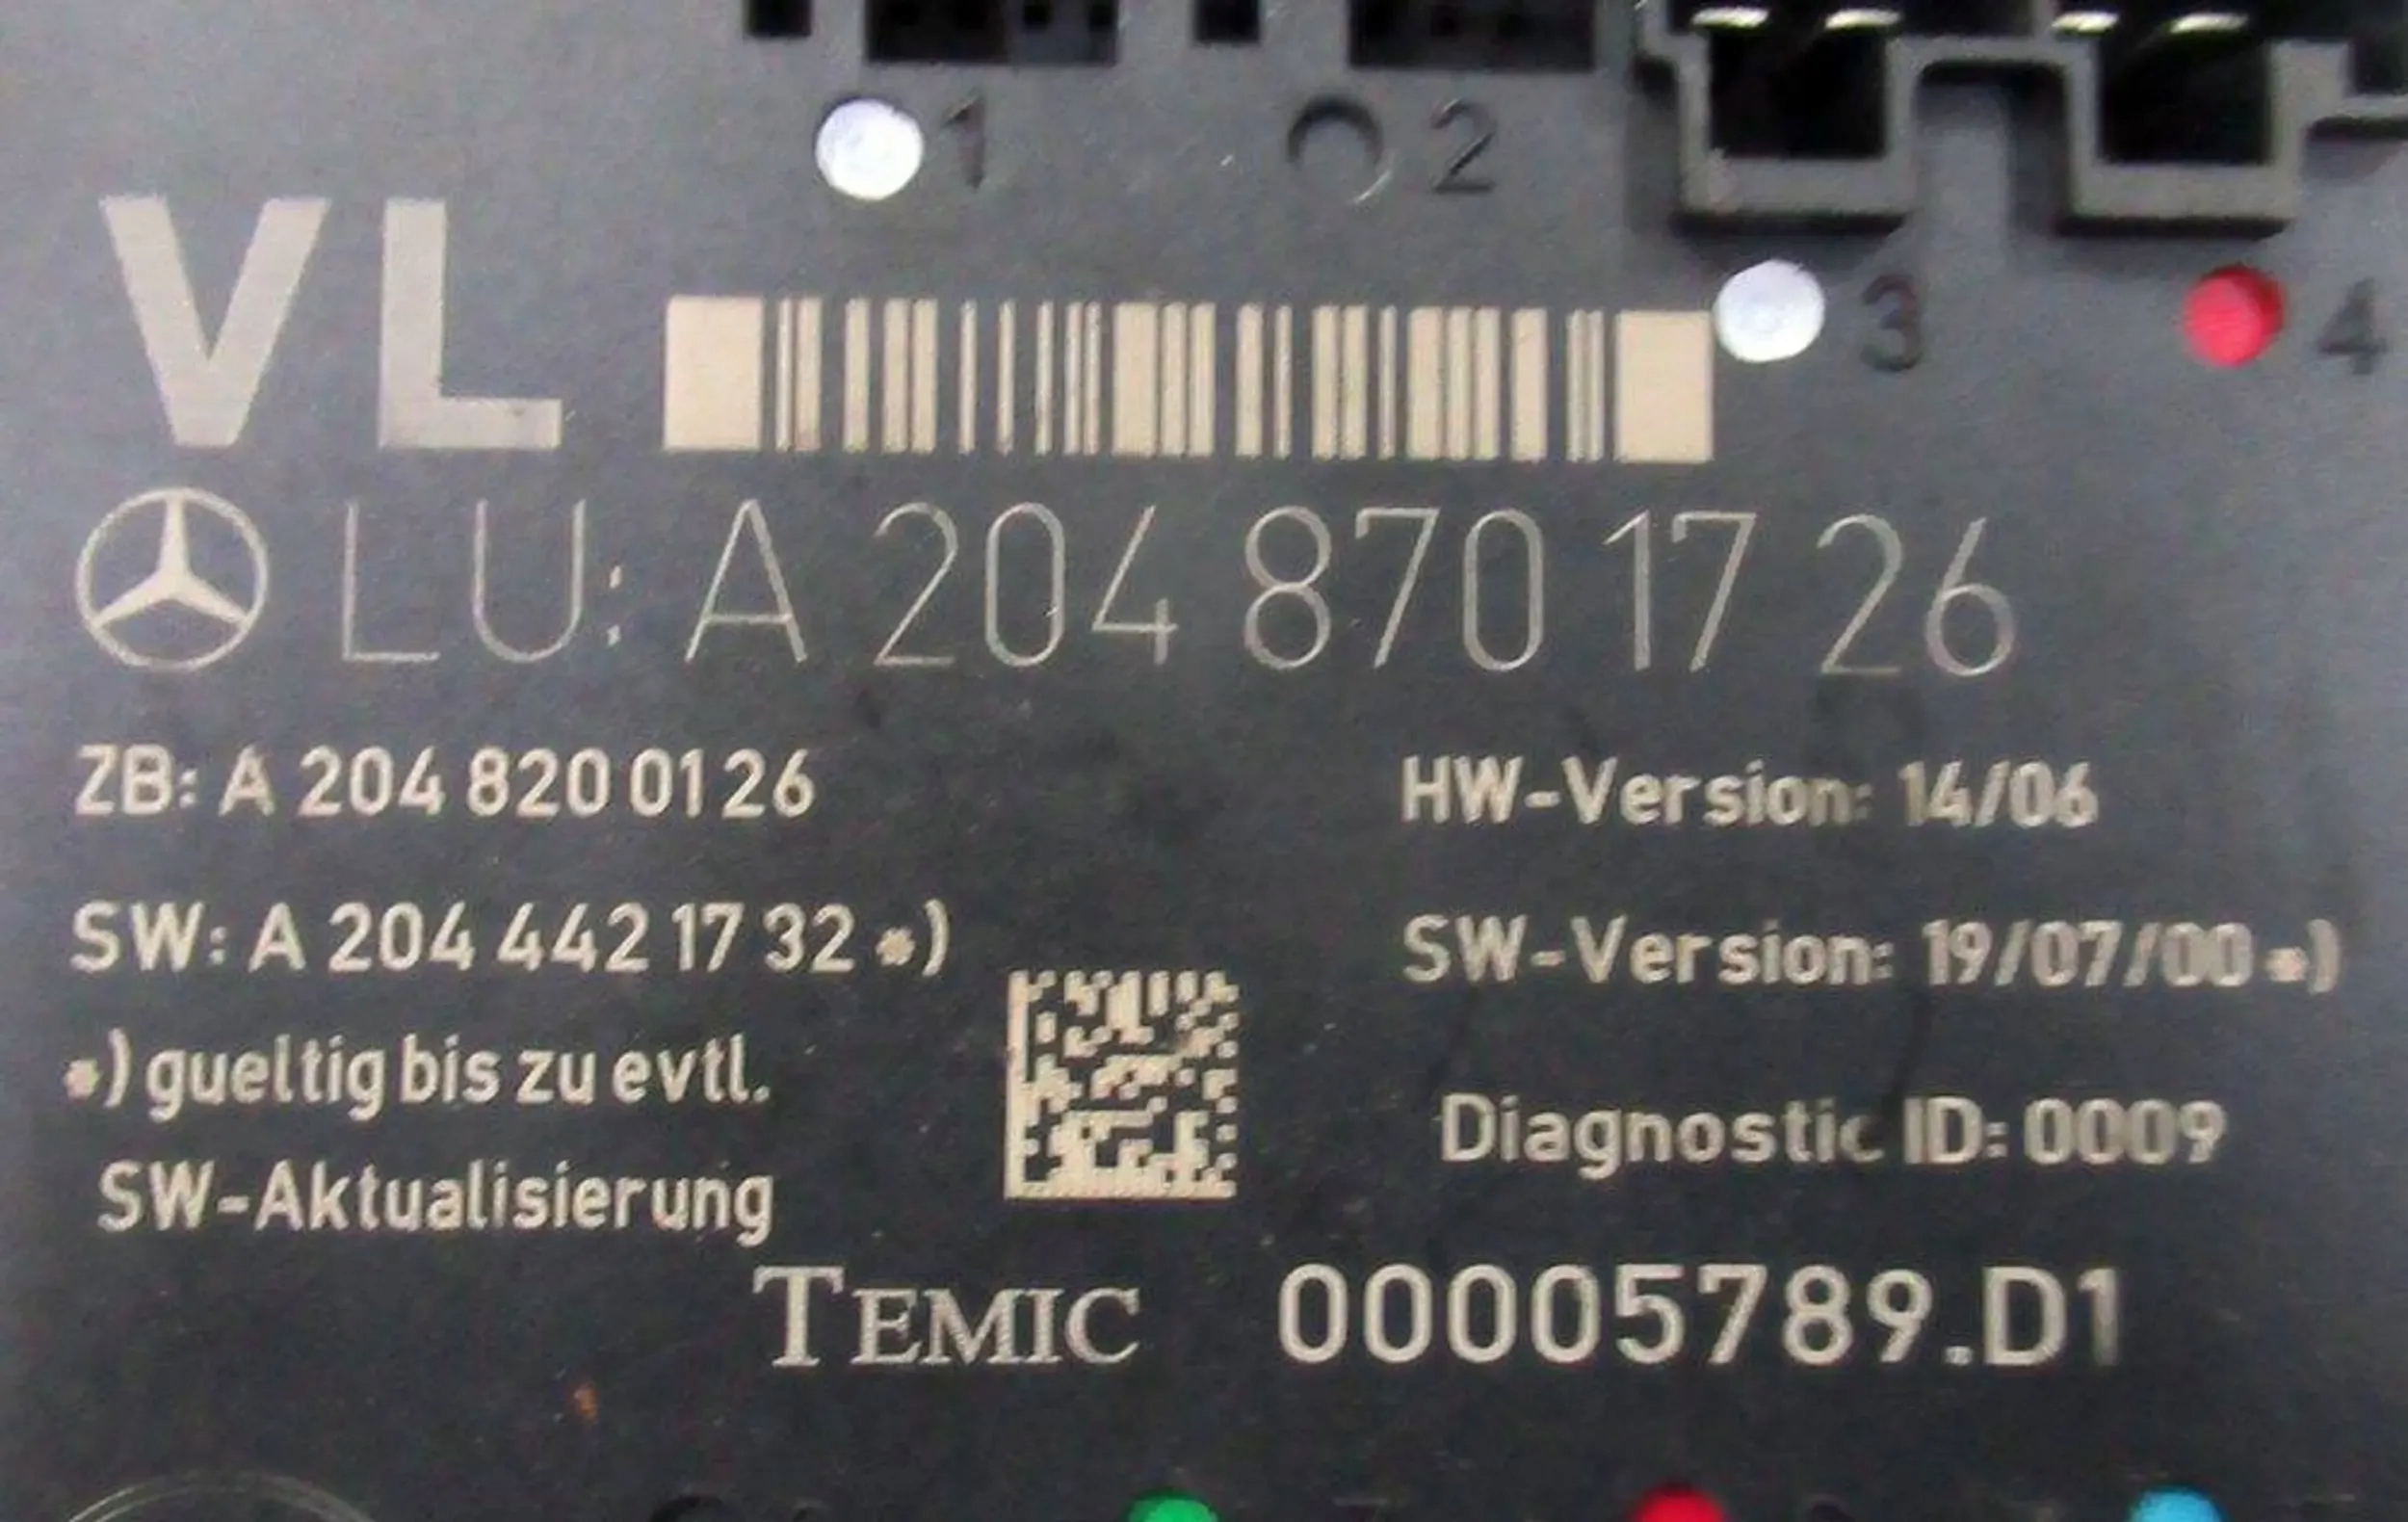 1 2
3 4
VL
LU: A 204 870 17 26
ZB: A 204 820 01 26
HW-Version: 14/06
SW: A 204 442 17 32 *)
SW-Version: 19/07/00 *)
*) gueltig bis zu evtl.
SW-Aktualisierung
Diagnostic ID: 0009
TEMIC 00005789.D1